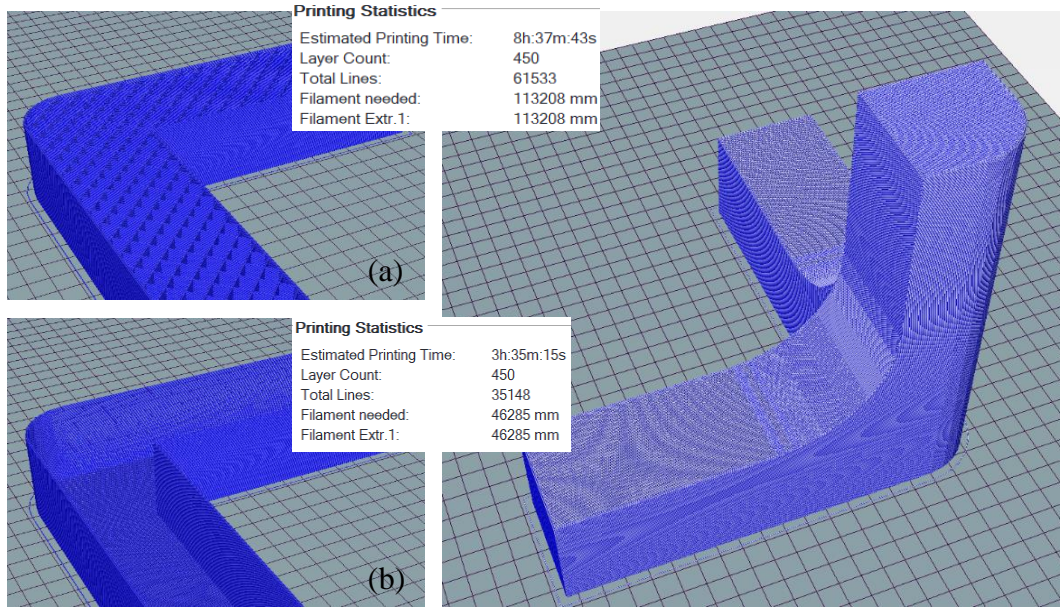 Printing Statistics
Estimated Printing Time: 8h:37m:43s
Layer Count: 450
Total Lines: 61533
Filament needed: 113208 mm
Filament Extr.1: 113208 mm
(a)
Printing Statistics
Estimated Printing Time: 3h:35m:15s
Layer Count: 450
Total Lines: 35148
Filament needed: 46285 mm
Filament Extr.1: 46285 mm
(b)